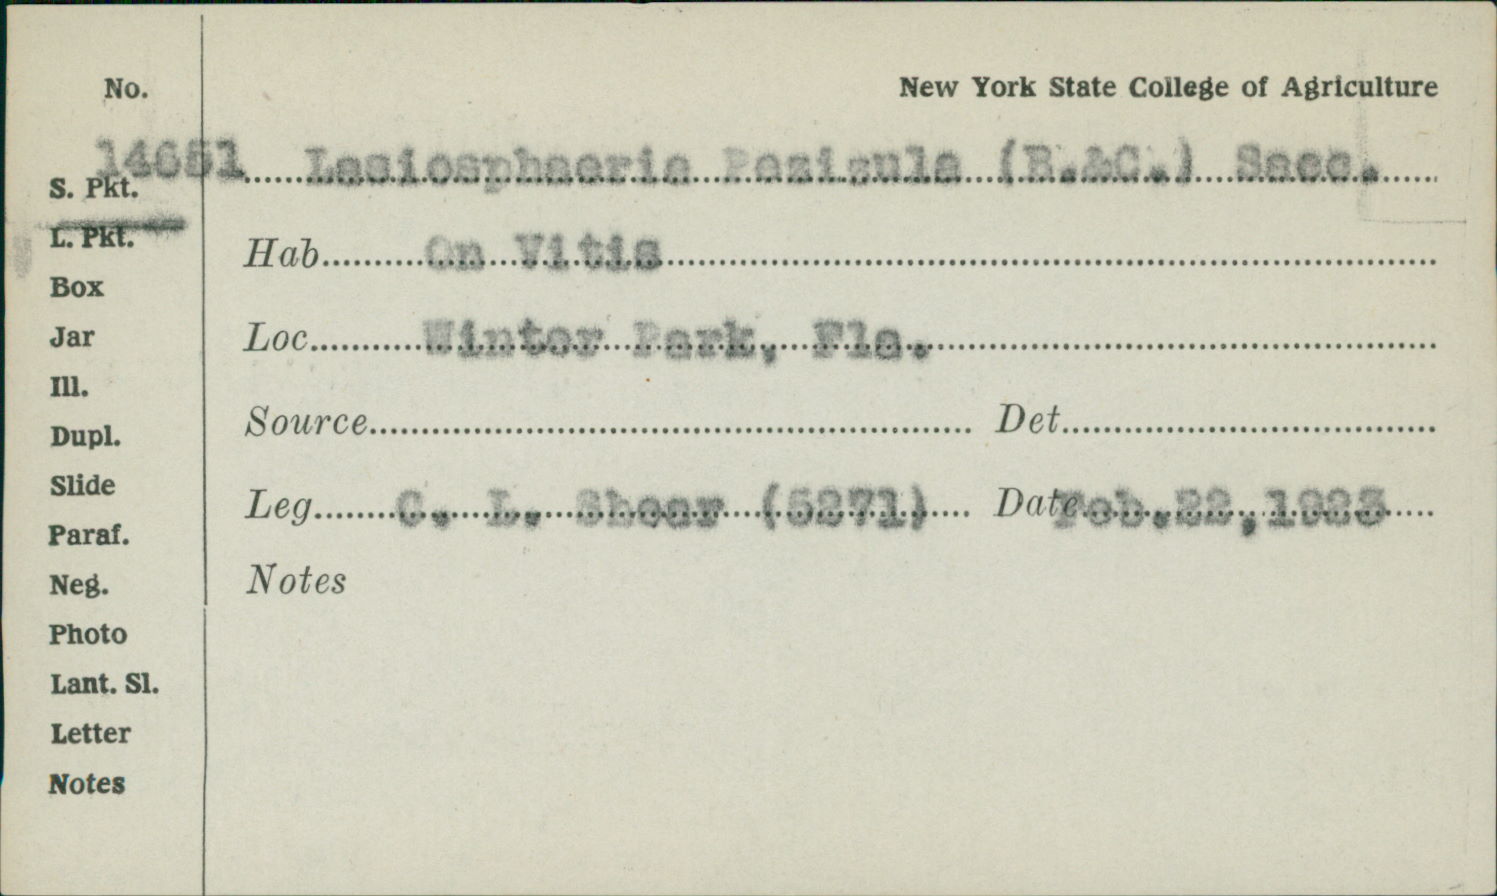 No.
New York State College of Agriculture
14651 Lasiosphaeria Pezizula (B.&C.) Sacc.
S. Pkt.
L. Pkt.
Hab. On Vitis
Box
Loc. Winter Park, Fla.
Jar
Ill.
Source Det.
Dupl.
Slide
Leg. C. L. Shear (5271) Date Feb.22,1923
Paraf.
Neg.
Notes
Photo
Lant. Sl.
Letter
Notes